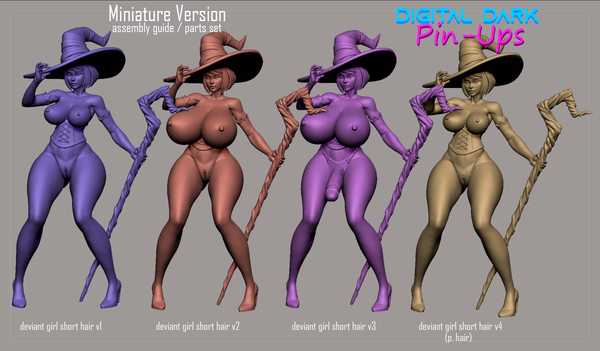 Miniature Version
assembly guide / parts set
DIGITAL DARK
Pin-Ups
deviant girl short hair v1
deviant girl short hair v2
deviant girl short hair v3
deviant girl short hair v4
(p. hair)